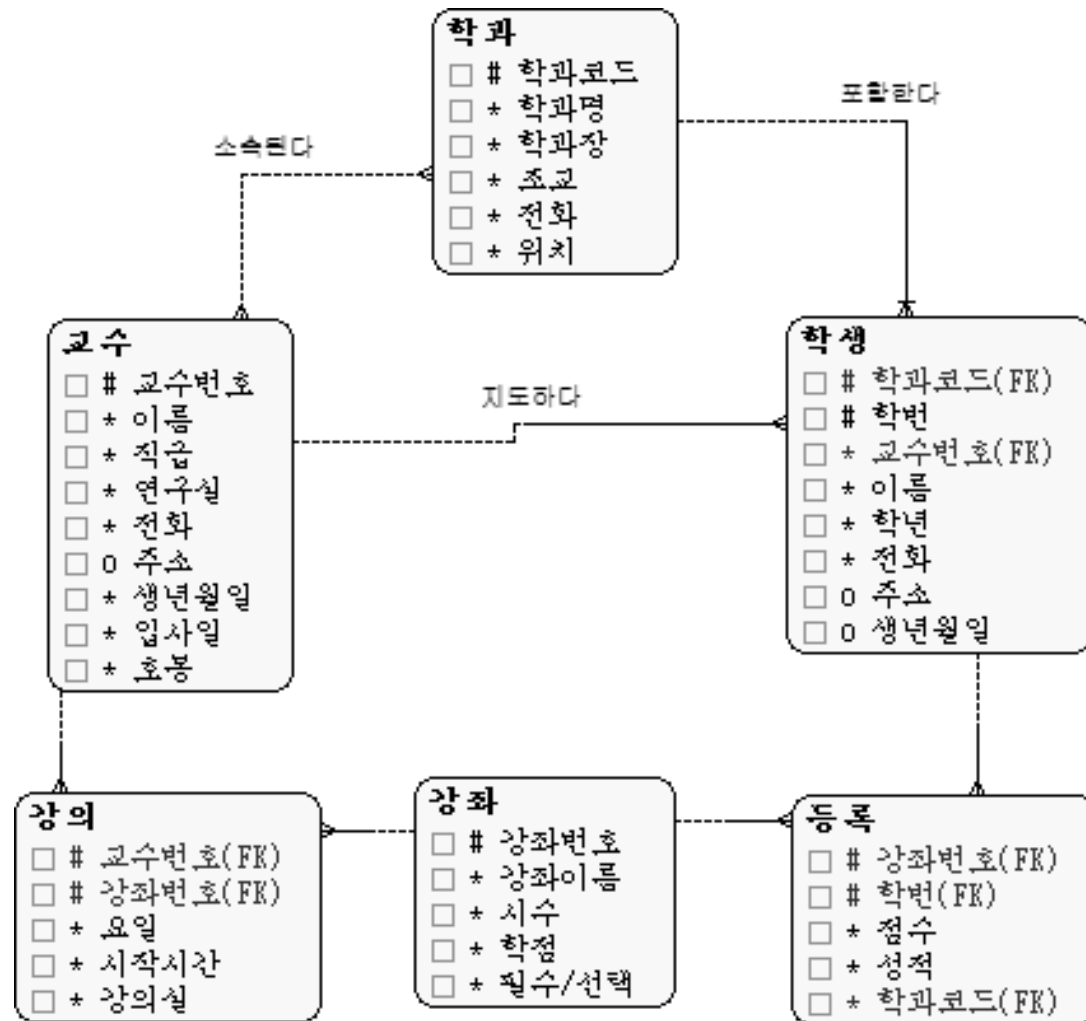 학과
# 학과코드
* 학과명
* 학과장
* 조교
* 전화
* 위치
소속된다
포함한다
교수
# 교수번호
* 이름
* 직급
* 연구실
* 전화
o 주소
* 생년월일
* 입사일
* 호봉
지도하다
학생
# 학과코드(FK)
# 학번
* 교수번호(FK)
* 이름
* 학년
* 전화
o 주소
o 생년월일
강의
# 교수번호(FK)
# 강좌번호(FK)
* 요일
* 시작시간
* 강의실
강좌
# 강좌번호
* 강좌이름
* 시수
* 학점
* 필수/선택
등록
# 강좌번호(FK)
# 학번(FK)
* 점수
* 성적
* 학과코드(FK)